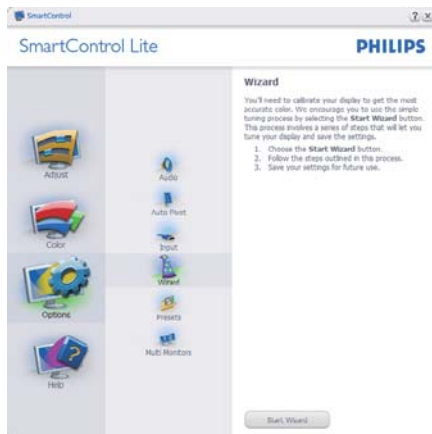 SmartControl
SmartControl Lite
PHILIPS
Adjust
Color
Options
Help
Audio
Auto Pivot
Input
Wizard
Presets
Multi Monitors
Wizard
You'll need to calibrate your display to get the most
accurate color. We encourage you to use the simple
tuning process by selecting the Start Wizard button.
This process involves a series of steps that will let you
tune your display and save the settings.
1. Choose the Start Wizard button.
2. Follow the steps outlined in this process.
3. Save your settings for future use.
Start Wizard